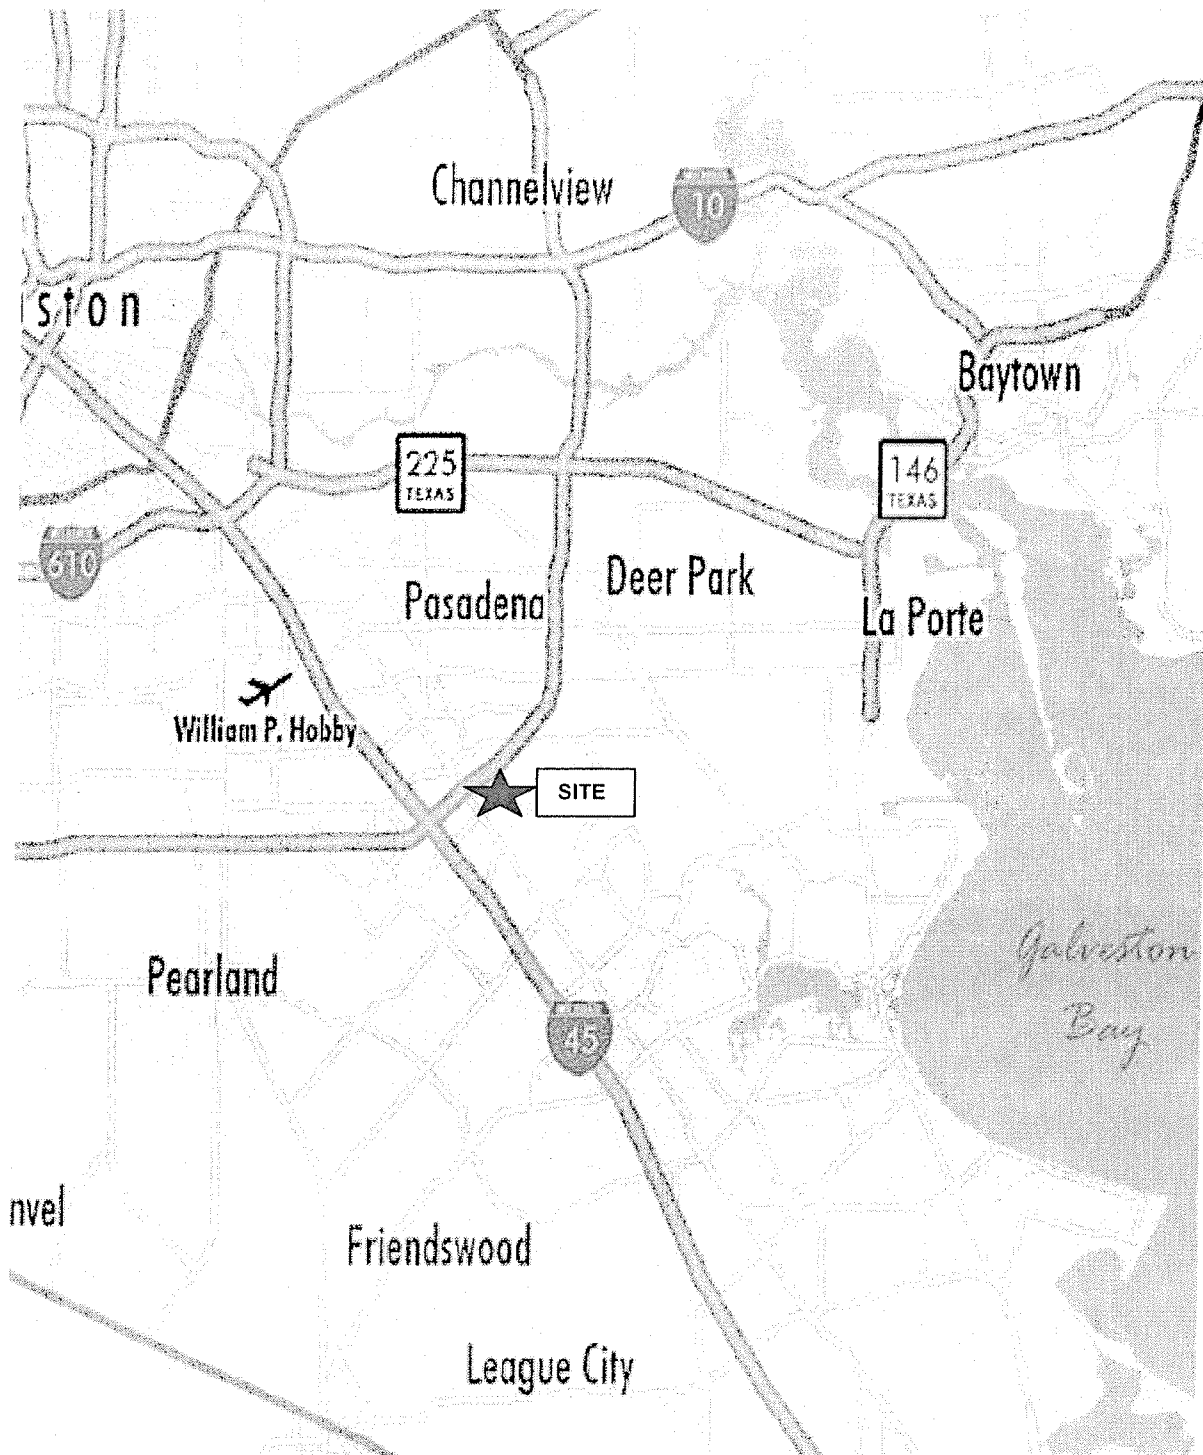 Channelview
10
ston
Baytown
225
TEXAS
146
TEXAS
610
Deer Park
Pasadena
La Porte
William P. Hobby
SITE
Galveston
Bay
Pearland
45
nvel
Friendswood
League City